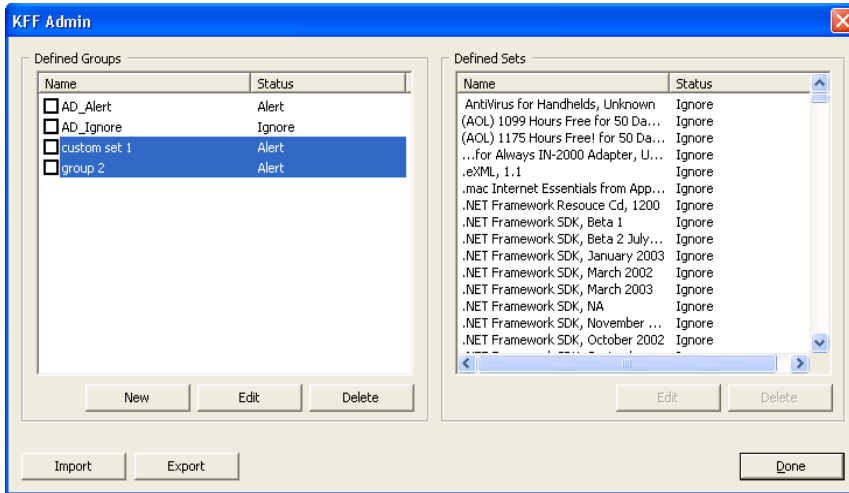 KFF Admin
Defined Groups
Name Status
AD_Alert Alert
AD_Ignore Ignore
custom set 1 Alert
group 2 Alert
New Edit Delete
Defined Sets
Name Status
AntiVirus for Handhelds, Unknown Ignore
(AOL) 1099 Hours Free for 50 Da... Ignore
(AOL) 1175 Hours Free! for 50 Da... Ignore
...for Always IN-2000 Adapter, U... Ignore
.eXML, 1.1 Ignore
.mac Internet Essentials from App... Ignore
.NET Framework Resouce Cd, 1200 Ignore
.NET Framework SDK, Beta 1 Ignore
.NET Framework SDK, Beta 2 July... Ignore
.NET Framework SDK, January 2003 Ignore
.NET Framework SDK, March 2002 Ignore
.NET Framework SDK, March 2003 Ignore
.NET Framework SDK, NA Ignore
.NET Framework SDK, November ... Ignore
.NET Framework SDK, October 2002 Ignore
Edit Delete
Import Export
Done